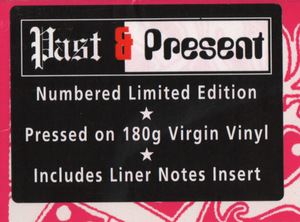 Past & Present
Numbered Limited Edition
★
Pressed on 180g Virgin Vinyl
★
Includes Liner Notes Insert